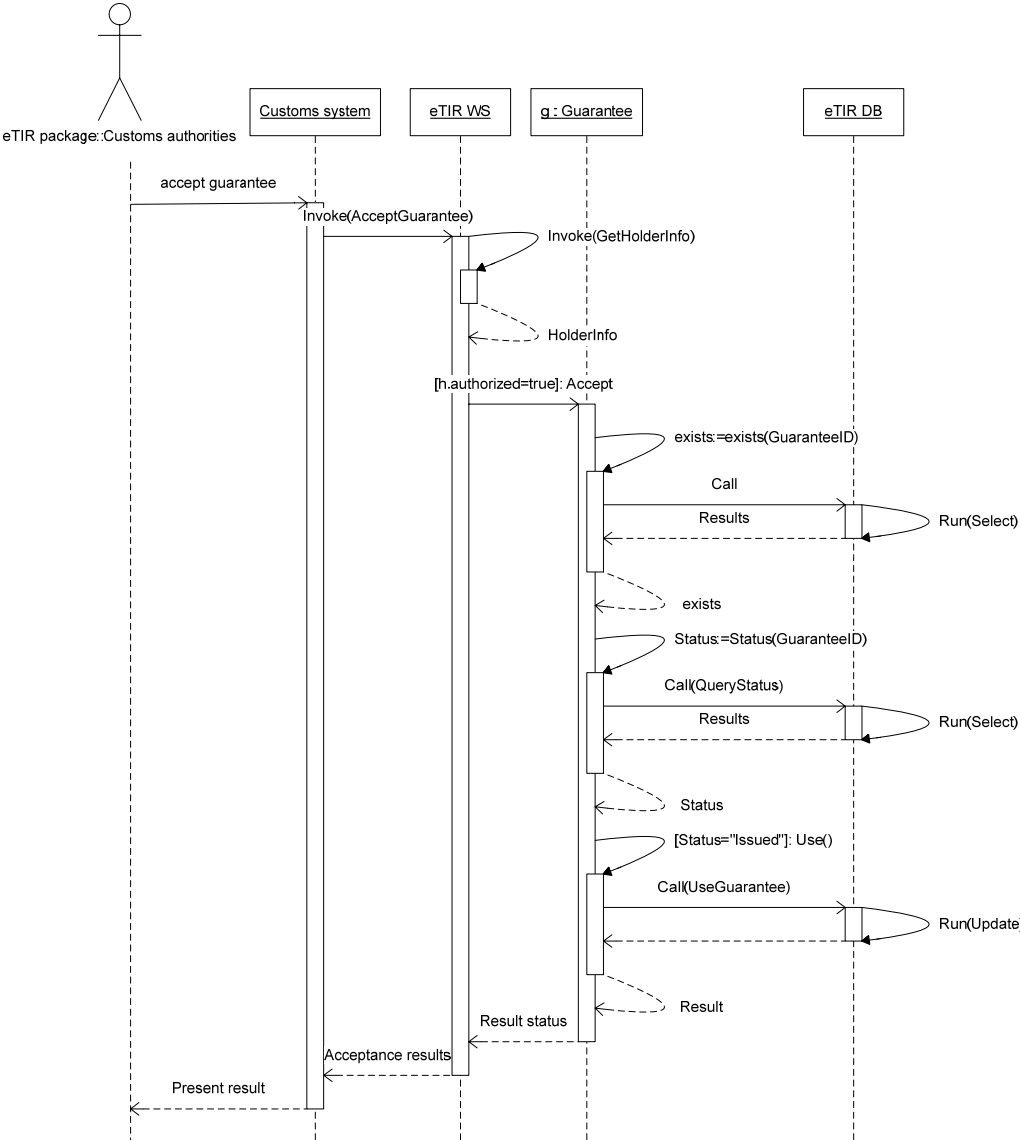 Customs system
eTIR WS
g : Guarantee
eTIR DB
eTIR package::Customs authorities
accept guarantee
Invoke(AcceptGuarantee)
Invoke(GetHolderInfo)
HolderInfo
[h.authorized=true]: Accept
exists:=exists(GuaranteeID)
Call
Results
Run(Select)
exists
Status:=Status(GuaranteeID)
Call(QueryStatus)
Results
Run(Select)
Status
[Status="Issued"]: Use()
Call(UseGuarantee)
Run(Update)
Result
Result status
Acceptance results
Present result